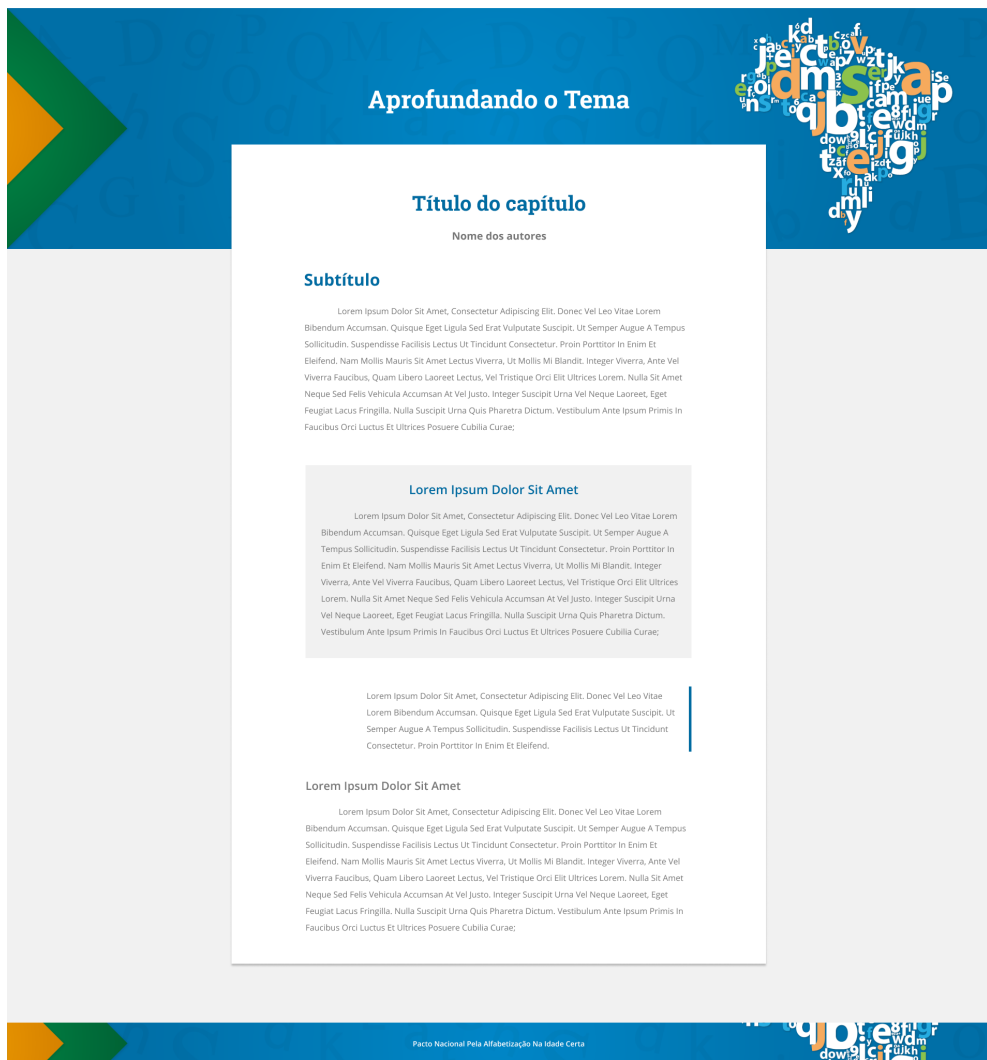 Aprofundando o Tema
Título do capítulo
Nome dos autores
Subtítulo
Lorem Ipsum Dolor Sit Amet, Consectetur Adipiscing Elit. Donec Vel Leo Vitae Lorem
Bibendum Accumsan. Quisque Eget Ligula Sed Erat Vulputate Suscipit. Ut Semper Augue A Tempus
Sollicitudin. Suspendisse Facilisis Lectus Ut Tincidunt Consectetur. Proin Porttitor In Enim Et
Eleifend. Nam Mollis Mauris Sit Amet Lectus Viverra, Ut Mollis Mi Blandit. Integer Viverra, Ante Vel
Viverra Faucibus, Quam Libero Laoreet Lectus, Vel Tristique Orci Elit Ultrices Lorem. Nulla Sit Amet
Neque Sed Felis Vehicula Accumsan At Vel Justo. Integer Suscipit Urna Vel Neque Laoreet, Eget
Feugiat Lacus Fringilla. Nulla Suscipit Urna Quis Pharetra Dictum. Vestibulum Ante Ipsum Primis In
Faucibus Orci Luctus Et Ultrices Posuere Cubilia Curae;
Lorem Ipsum Dolor Sit Amet
Lorem Ipsum Dolor Sit Amet, Consectetur Adipiscing Elit. Donec Vel Leo Vitae Lorem
Bibendum Accumsan. Quisque Eget Ligula Sed Erat Vulputate Suscipit. Ut Semper Augue A
Tempus Sollicitudin. Suspendisse Facilisis Lectus Ut Tincidunt Consectetur. Proin Porttitor In
Enim Et Eleifend. Nam Mollis Mauris Sit Amet Lectus Viverra, Ut Mollis Mi Blandit. Integer
Viverra, Ante Vel Viverra Faucibus, Quam Libero Laoreet Lectus, Vel Tristique Orci Elit Ultrices
Lorem. Nulla Sit Amet Neque Sed Felis Vehicula Accumsan At Vel Justo. Integer Suscipit Urna
Vel Neque Laoreet, Eget Feugiat Lacus Fringilla. Nulla Suscipit Urna Quis Pharetra Dictum.
Vestibulum Ante Ipsum Primis In Faucibus Orci Luctus Et Ultrices Posuere Cubilia Curae;
Lorem Ipsum Dolor Sit Amet, Consectetur Adipiscing Elit. Donec Vel Leo Vitae
Lorem Bibendum Accumsan. Quisque Eget Ligula Sed Erat Vulputate Suscipit. Ut
Semper Augue A Tempus Sollicitudin. Suspendisse Facilisis Lectus Ut Tincidunt
Consectetur. Proin Porttitor In Enim Et Eleifend.
Lorem Ipsum Dolor Sit Amet
Lorem Ipsum Dolor Sit Amet, Consectetur Adipiscing Elit. Donec Vel Leo Vitae Lorem
Bibendum Accumsan. Quisque Eget Ligula Sed Erat Vulputate Suscipit. Ut Semper Augue A Tempus
Sollicitudin. Suspendisse Facilisis Lectus Ut Tincidunt Consectetur. Proin Porttitor In Enim Et
Eleifend. Nam Mollis Mauris Sit Amet Lectus Viverra, Ut Mollis Mi Blandit. Integer Viverra, Ante Vel
Viverra Faucibus, Quam Libero Laoreet Lectus, Vel Tristique Orci Elit Ultrices Lorem. Nulla Sit Amet
Neque Sed Felis Vehicula Accumsan At Vel Justo. Integer Suscipit Urna Vel Neque Laoreet, Eget
Feugiat Lacus Fringilla. Nulla Suscipit Urna Quis Pharetra Dictum. Vestibulum Ante Ipsum Primis In
Faucibus Orci Luctus Et Ultrices Posuere Cubilia Curae;
Pacto Nacional Pela Alfabetização Na Idade Certa